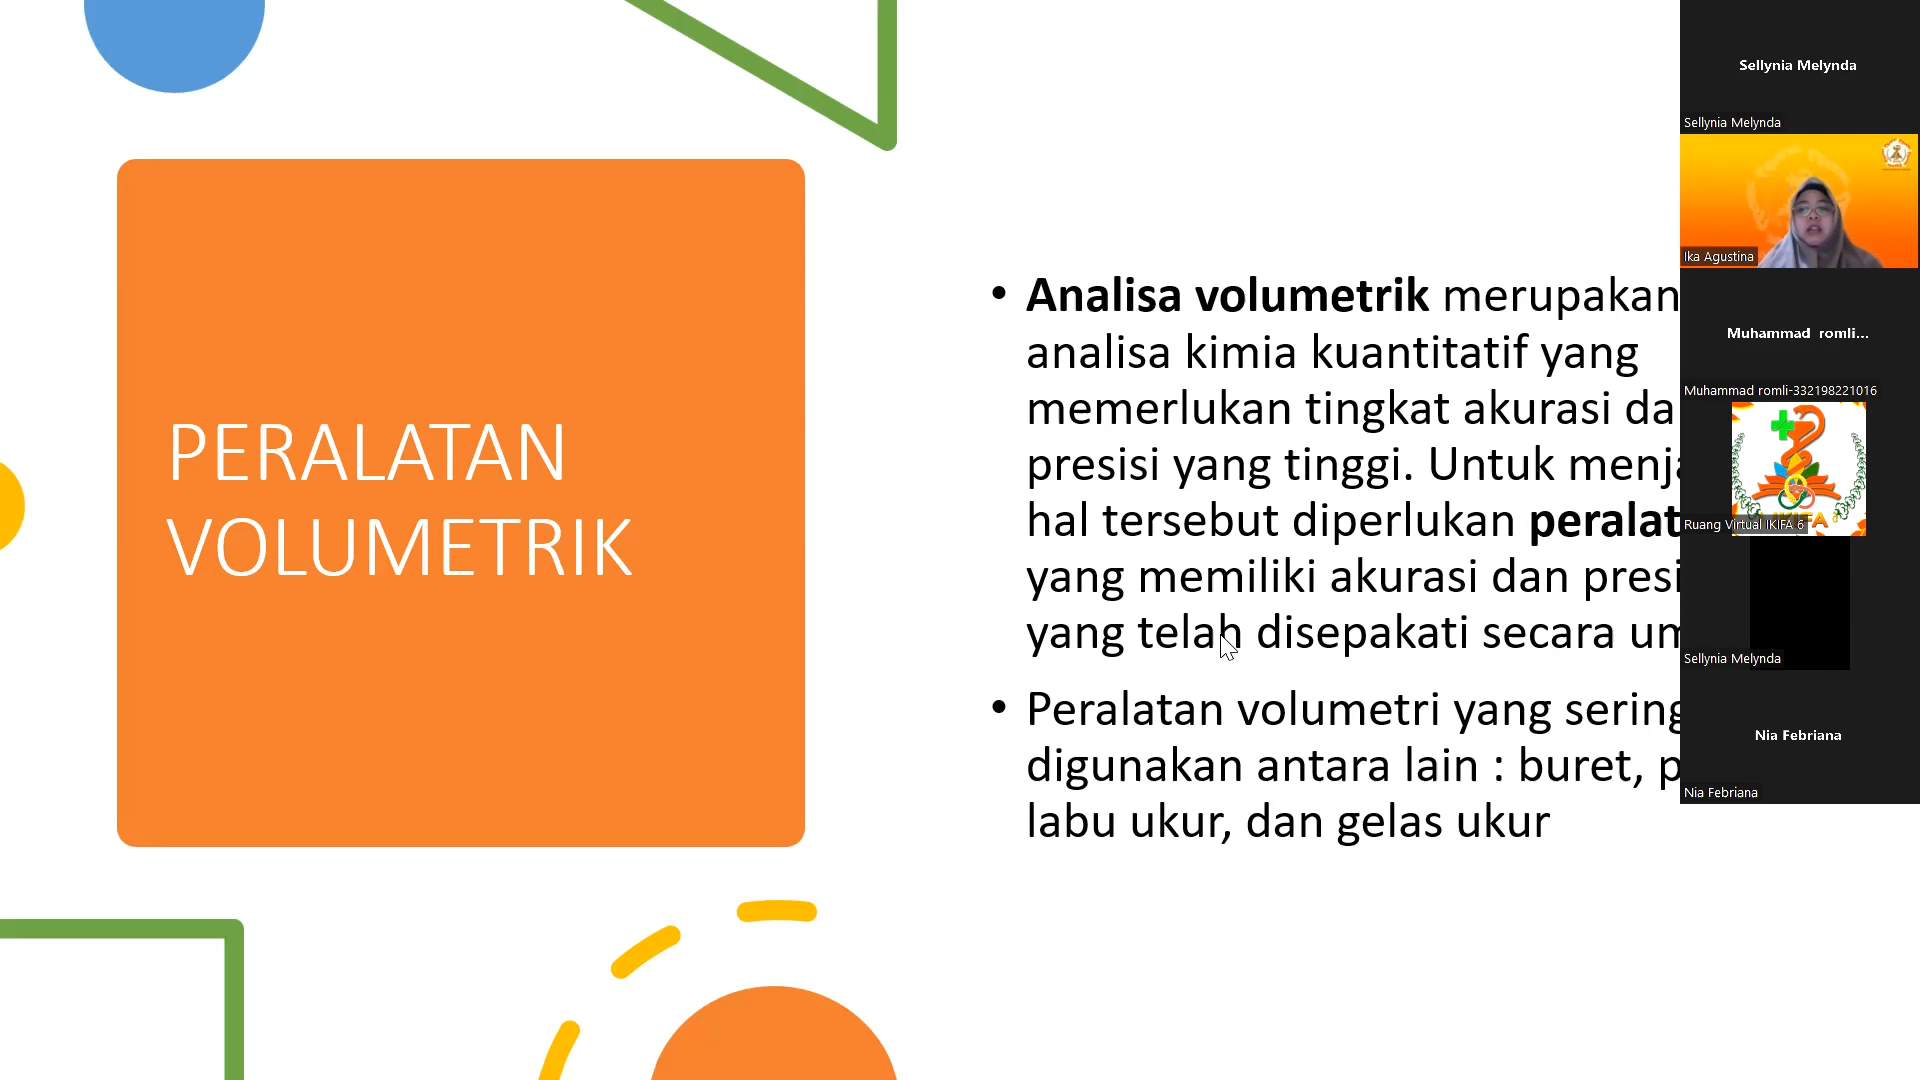 PERALATAN
VOLUMETRIK
• Analisa volumetrik merupakan
analisa kimia kuantitatif yang
memerlukan tingkat akurasi da
presisi yang tinggi. Untuk menja
hal tersebut diperlukan peralat
yang memiliki akurasi dan presi
yang telah disepakati secara um
• Peralatan volumetri yang sering
digunakan antara lain : buret, p
labu ukur, dan gelas ukur
Sellynia Melynda
Sellynia Melynda
Ika Agustina
Muhammad romli...
Muhammad romli-332198221016
Ruang Virtual IKIFA 6
Sellynia Melynda
Nia Febriana
Nia Febriana